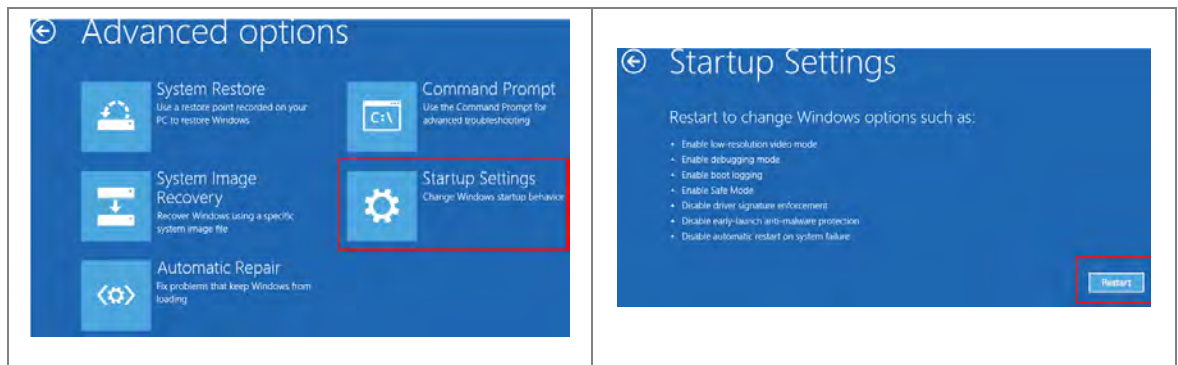 Advanced options
System Restore
Use a restore point recorded on your
PC to restore Windows
Command Prompt
Use the Command Prompt for
advanced troubleshooting
C:\
System Image
Recovery
Recover Windows using a specific
system image file
Startup Settings
Change Windows startup behavior
Automatic Repair
Fix problems that keep Windows from
loading
Startup Settings
Restart to change Windows options such as:
• Enable low-resolution video mode
• Enable debugging mode
• Enable boot logging
• Enable Safe Mode
• Disable driver signature enforcement
• Disable early-launch anti-malware protection
• Disable automatic restart on system failure
Restart